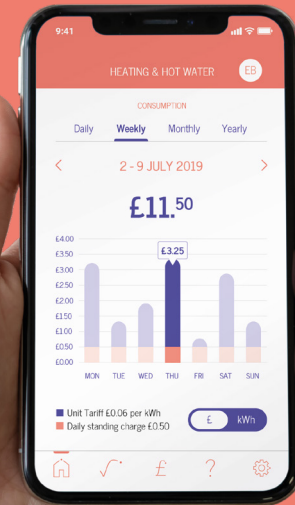 9:41
HEATING & HOT WATER EB
CONSUMPTION
Daily Weekly Monthly Yearly
< 2 - 9 JULY 2019 >
£11.50
£4.00
£3.50
£3.25
£3.00
£2.50
£2.00
£1.50
£1.00
£0.50
£0.00
MON TUE WED THU FRI SAT SUN
Unit Tariff £0.06 per kWh
Daily standing charge £0.50
£ kWh
£ ?